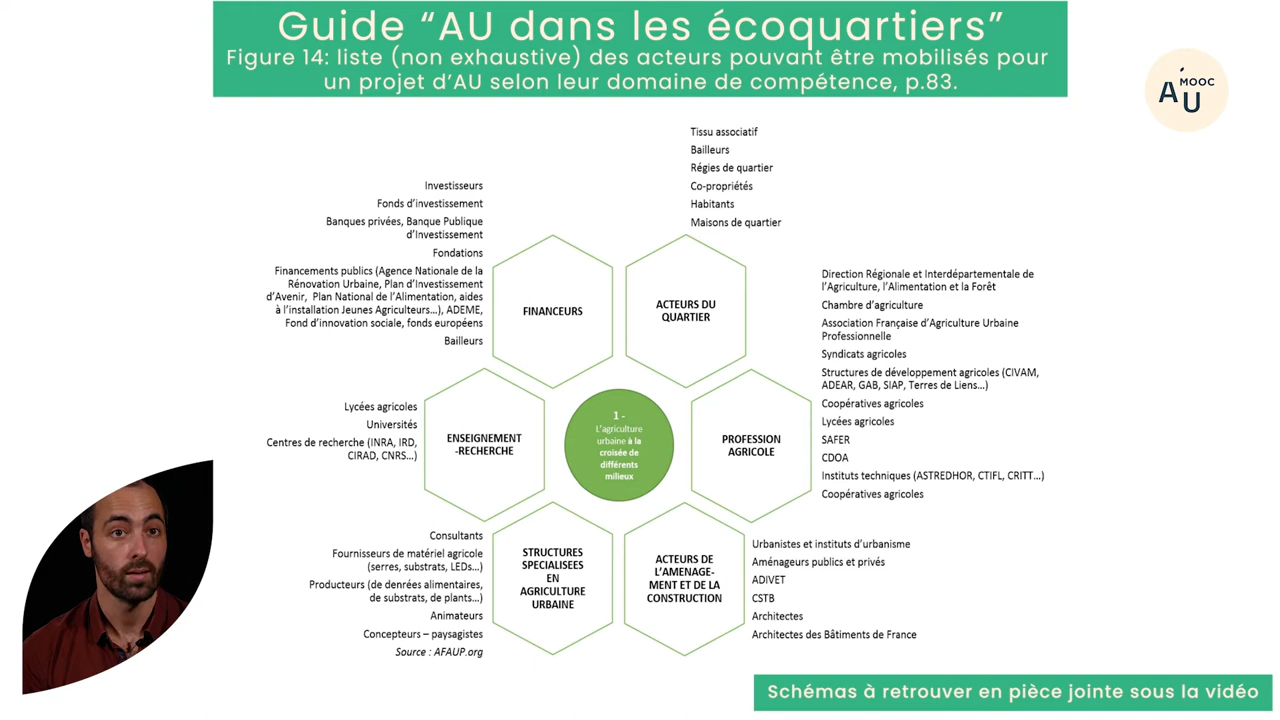 Guide “AU dans les écoquartiers”
Figure 14: liste (non exhaustive) des acteurs pouvant être mobilisés pour
un projet d’AU selon leur domaine de compétence, p.83.
MOOC
AU
Tissu associatif
Bailleurs
Régies de quartier
Co-propriétés
Habitants
Maisons de quartier
Investisseurs
Fonds d’investissement
Banques privées, Banque Publique
d’Investissement
Fondations
Financements publics (Agence Nationale de la
Rénovation Urbaine, Plan d’Investissement
d’Avenir, Plan National de l’Alimentation, aides
à l’installation Jeunes Agriculteurs…), ADEME,
Fond d’innovation sociale, fonds européens
Bailleurs
FINANCEURS
ACTEURS DU
QUARTIER
Direction Régionale et Interdépartementale de
l’Agriculture, l’Alimentation et la Forêt
Chambre d’agriculture
Association Française d’Agriculture Urbaine
Professionnelle
Syndicats agricoles
Structures de développement agricoles (CIVAM,
ADEAR, GAB, SIAP, Terres de Liens…)
Coopératives agricoles
Lycées agricoles
SAFER
CDOA
Instituts techniques (ASTREDHOR, CTIFL, CRITT…)
Coopératives agricoles
Lycées agricoles
Universités
Centres de recherche (INRA, IRD,
CIRAD, CNRS…)
ENSEIGNEMENT
-RECHERCHE
1 -
L’agriculture
urbaine à la
croisée de
différents
milieux
PROFESSION
AGRICOLE
Consultants
Fournisseurs de matériel agricole
(serres, substrats, LEDs…)
Producteurs (de denrées alimentaires,
de substrats, de plants…)
Animateurs
Concepteurs – paysagistes
Source : AFAUP.org
STRUCTURES
SPECIALISEES
EN
AGRICULTURE
URBAINE
ACTEURS DE
L’AMENAGE-
MENT ET DE LA
CONSTRUCTION
Urbanistes et instituts d’urbanisme
Aménageurs publics et privés
ADIVET
CSTB
Architectes
Architectes des Bâtiments de France
Schémas à retrouver en pièce jointe sous la vidéo